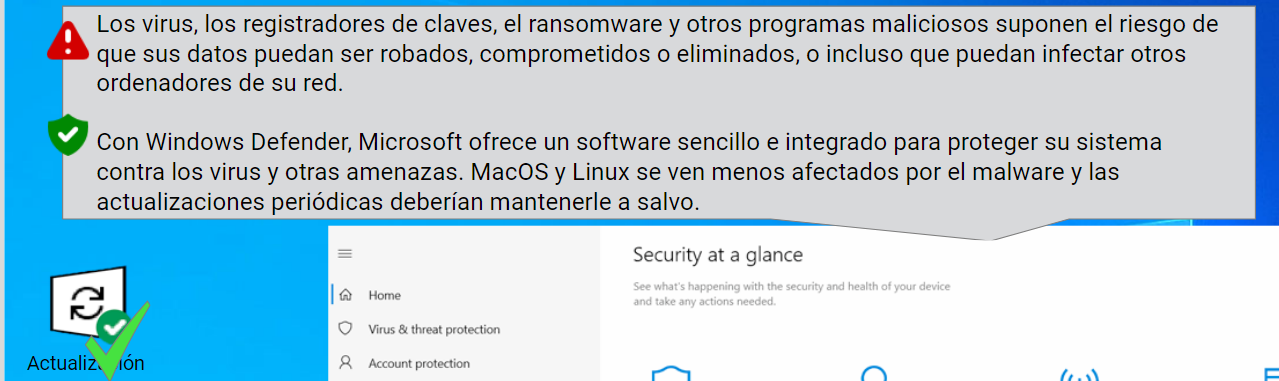 Los virus, los registradores de claves, el ransomware y otros programas maliciosos suponen el riesgo de
que sus datos puedan ser robados, comprometidos o eliminados, o incluso que puedan infectar otros
ordenadores de su red.
Con Windows Defender, Microsoft ofrece un software sencillo e integrado para proteger su sistema
contra los virus y otras amenazas. MacOS y Linux se ven menos afectados por el malware y las
actualizaciones periódicas deberían mantenerle a salvo.
Security at a glance
See what's happening with the security and health of your device
and take any actions needed.
Home
Virus & threat protection
Account protection